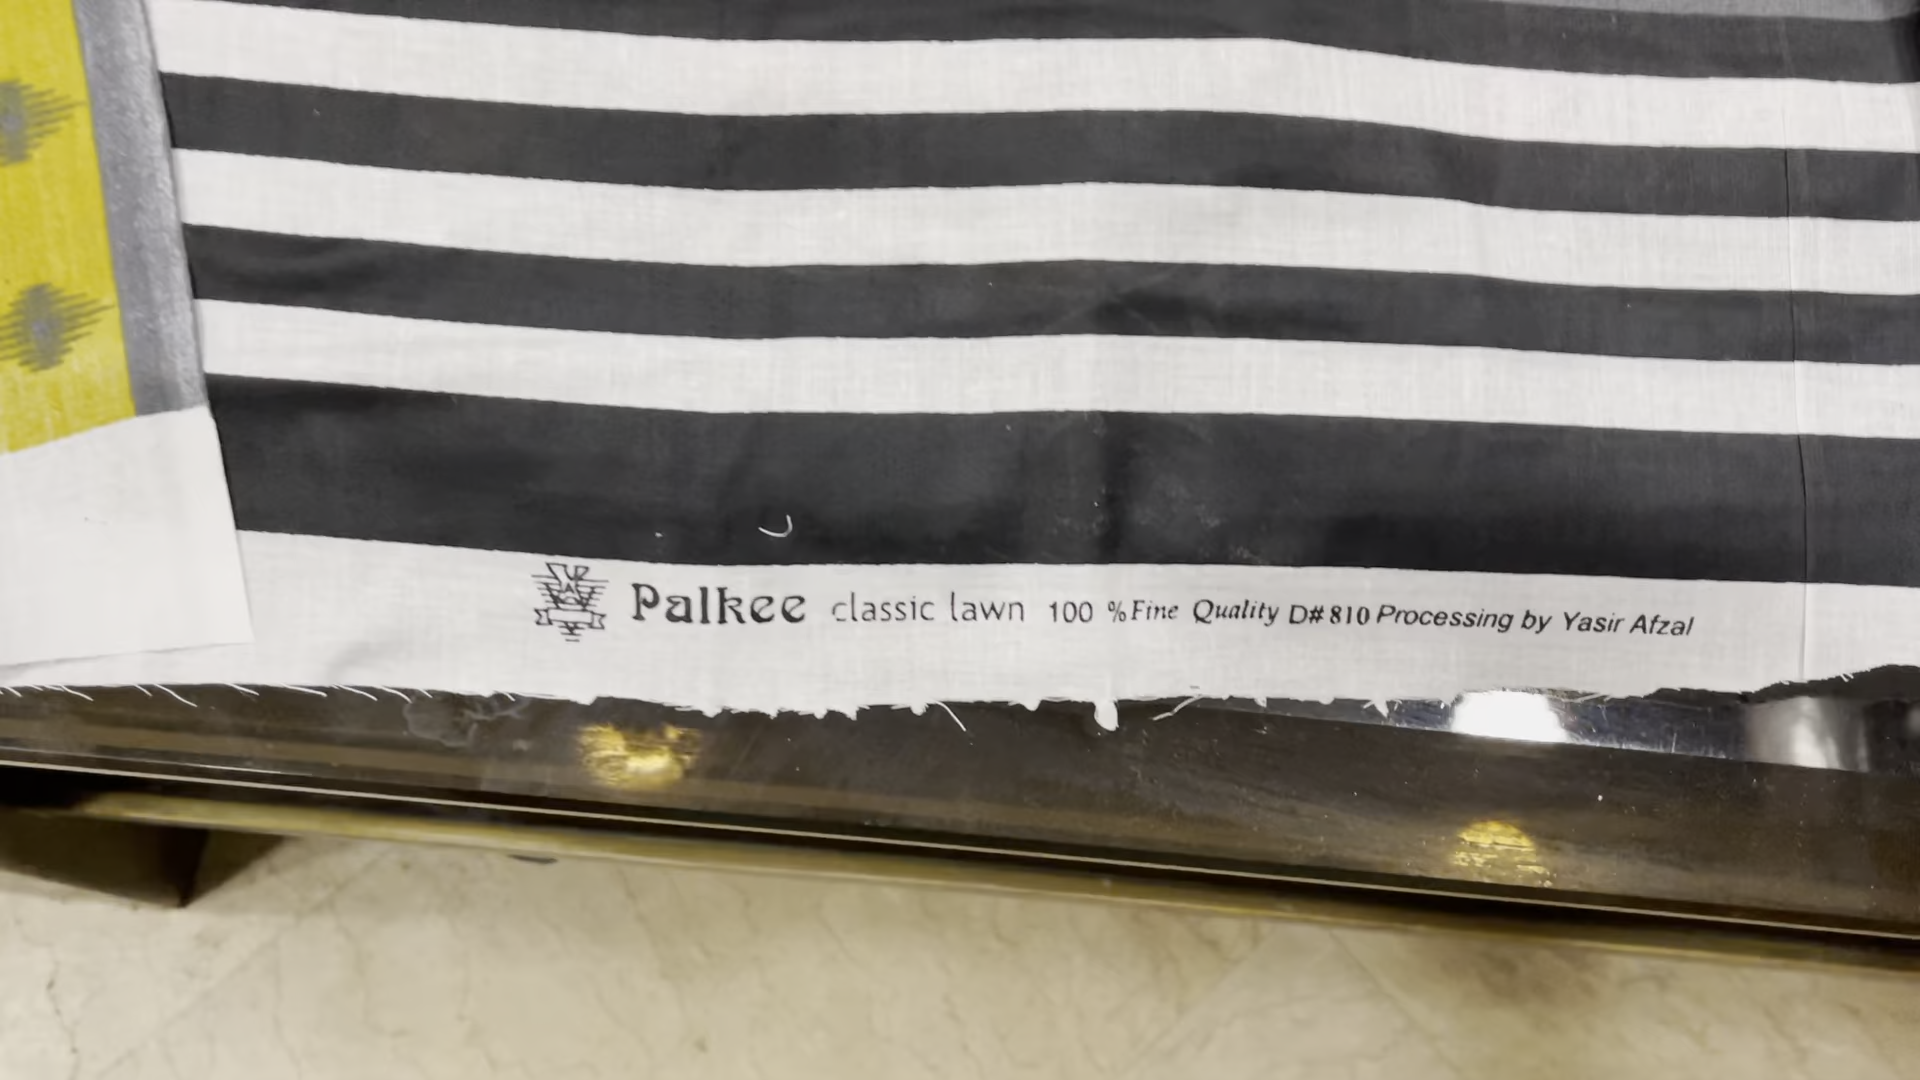 Palkee classic lawn 100 % Fine Quality D# 810 Processing by Yasir Afzal